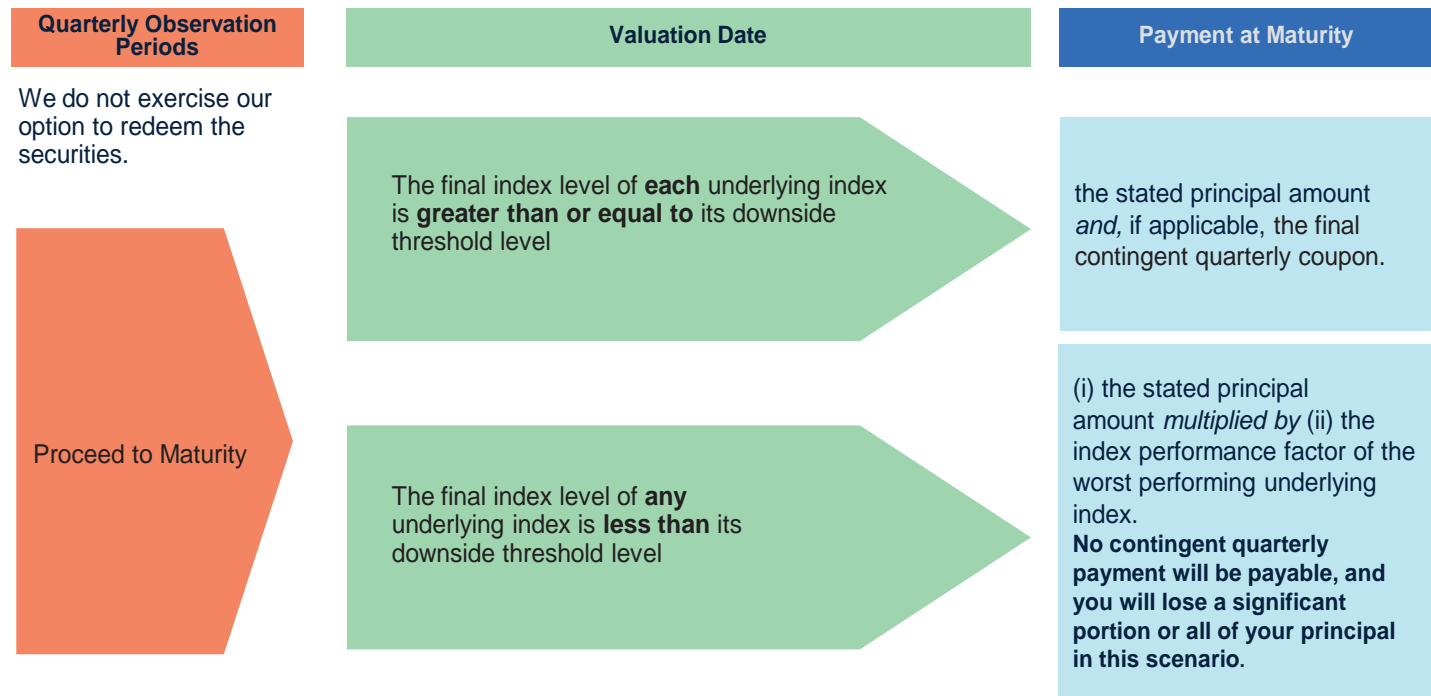 Quarterly Observation
Periods
Valuation Date
Payment at Maturity
We do not exercise our
option to redeem the
securities.
Proceed to Maturity
The final index level of each underlying index
is greater than or equal to its downside
threshold level
the stated principal amount
and, if applicable, the final
contingent quarterly coupon.
The final index level of any
underlying index is less than its
downside threshold level
(i) the stated principal
amount multiplied by (ii) the
index performance factor of the
worst performing underlying
index.
No contingent quarterly
payment will be payable, and
you will lose a significant
portion or all of your principal
in this scenario.